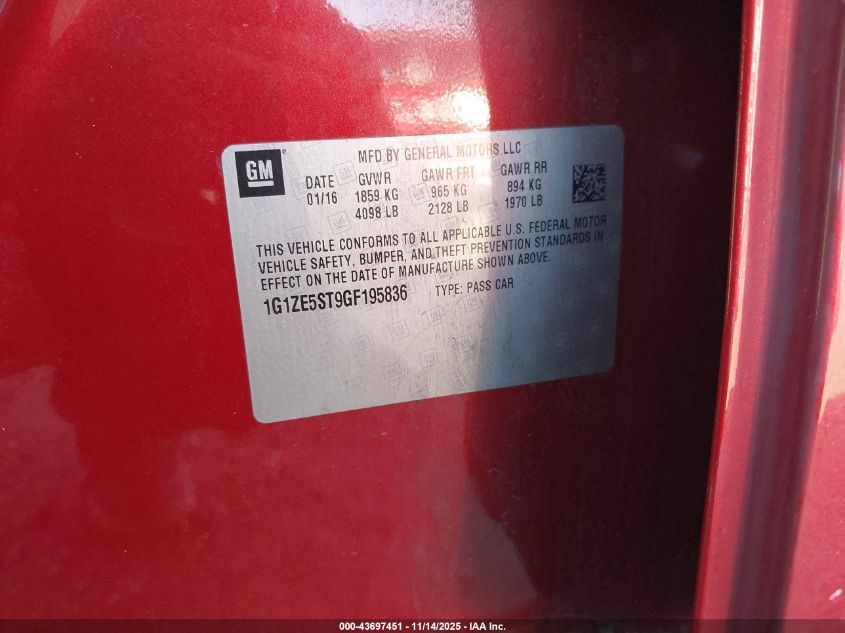 GM
MFD BY GENERAL MOTORS LLC
DATE GVWR GAWR FRT GAWR RR
01/16 1859 KG 965 KG 894 KG
4098 LB 2128 LB 1970 LB
THIS VEHICLE CONFORMS TO ALL APPLICABLE U.S. FEDERAL MOTOR
VEHICLE SAFETY, BUMPER, AND THEFT PREVENTION STANDARDS IN
EFFECT ON THE DATE OF MANUFACTURE SHOWN ABOVE.
1G1ZE5ST9GF195836 TYPE: PASS CAR
000-43697451 - 11/14/2025 - IAA Inc.